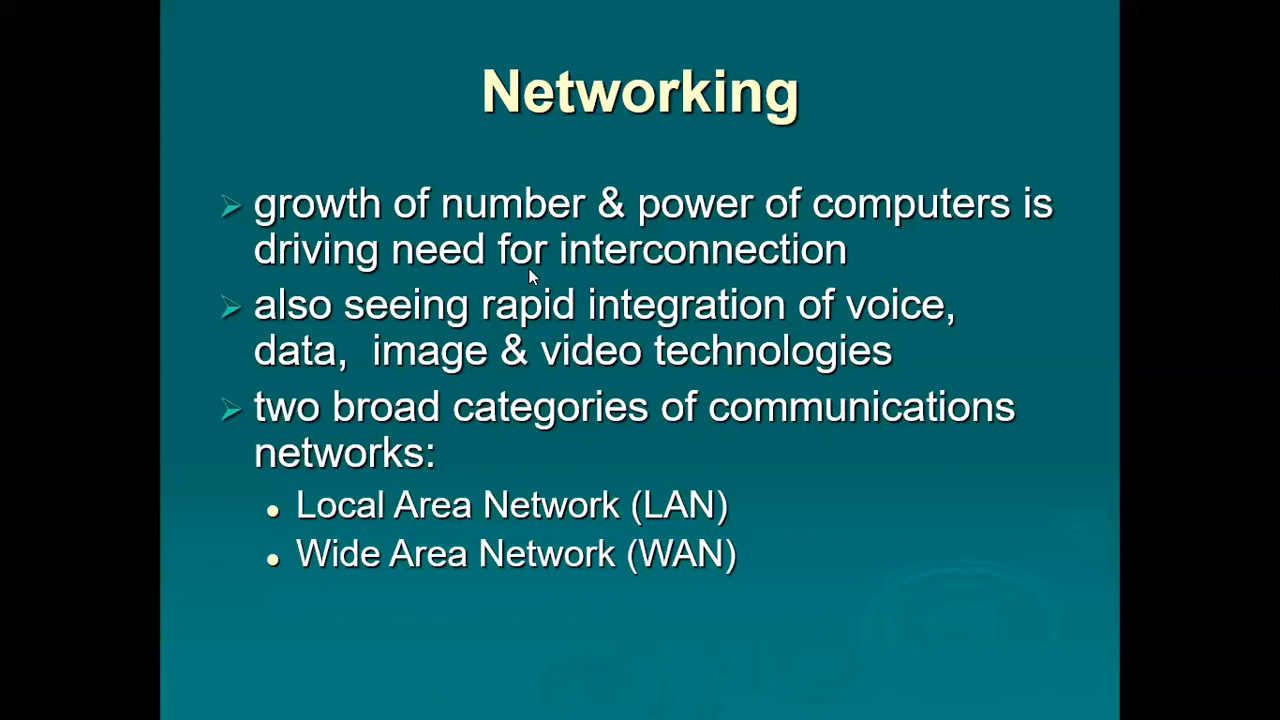 Networking
growth of number & power of computers is
driving need for interconnection
also seeing rapid integration of voice,
data,  image & video technologies
two broad categories of communications
networks:
Local Area Network (LAN)
Wide Area Network (WAN)